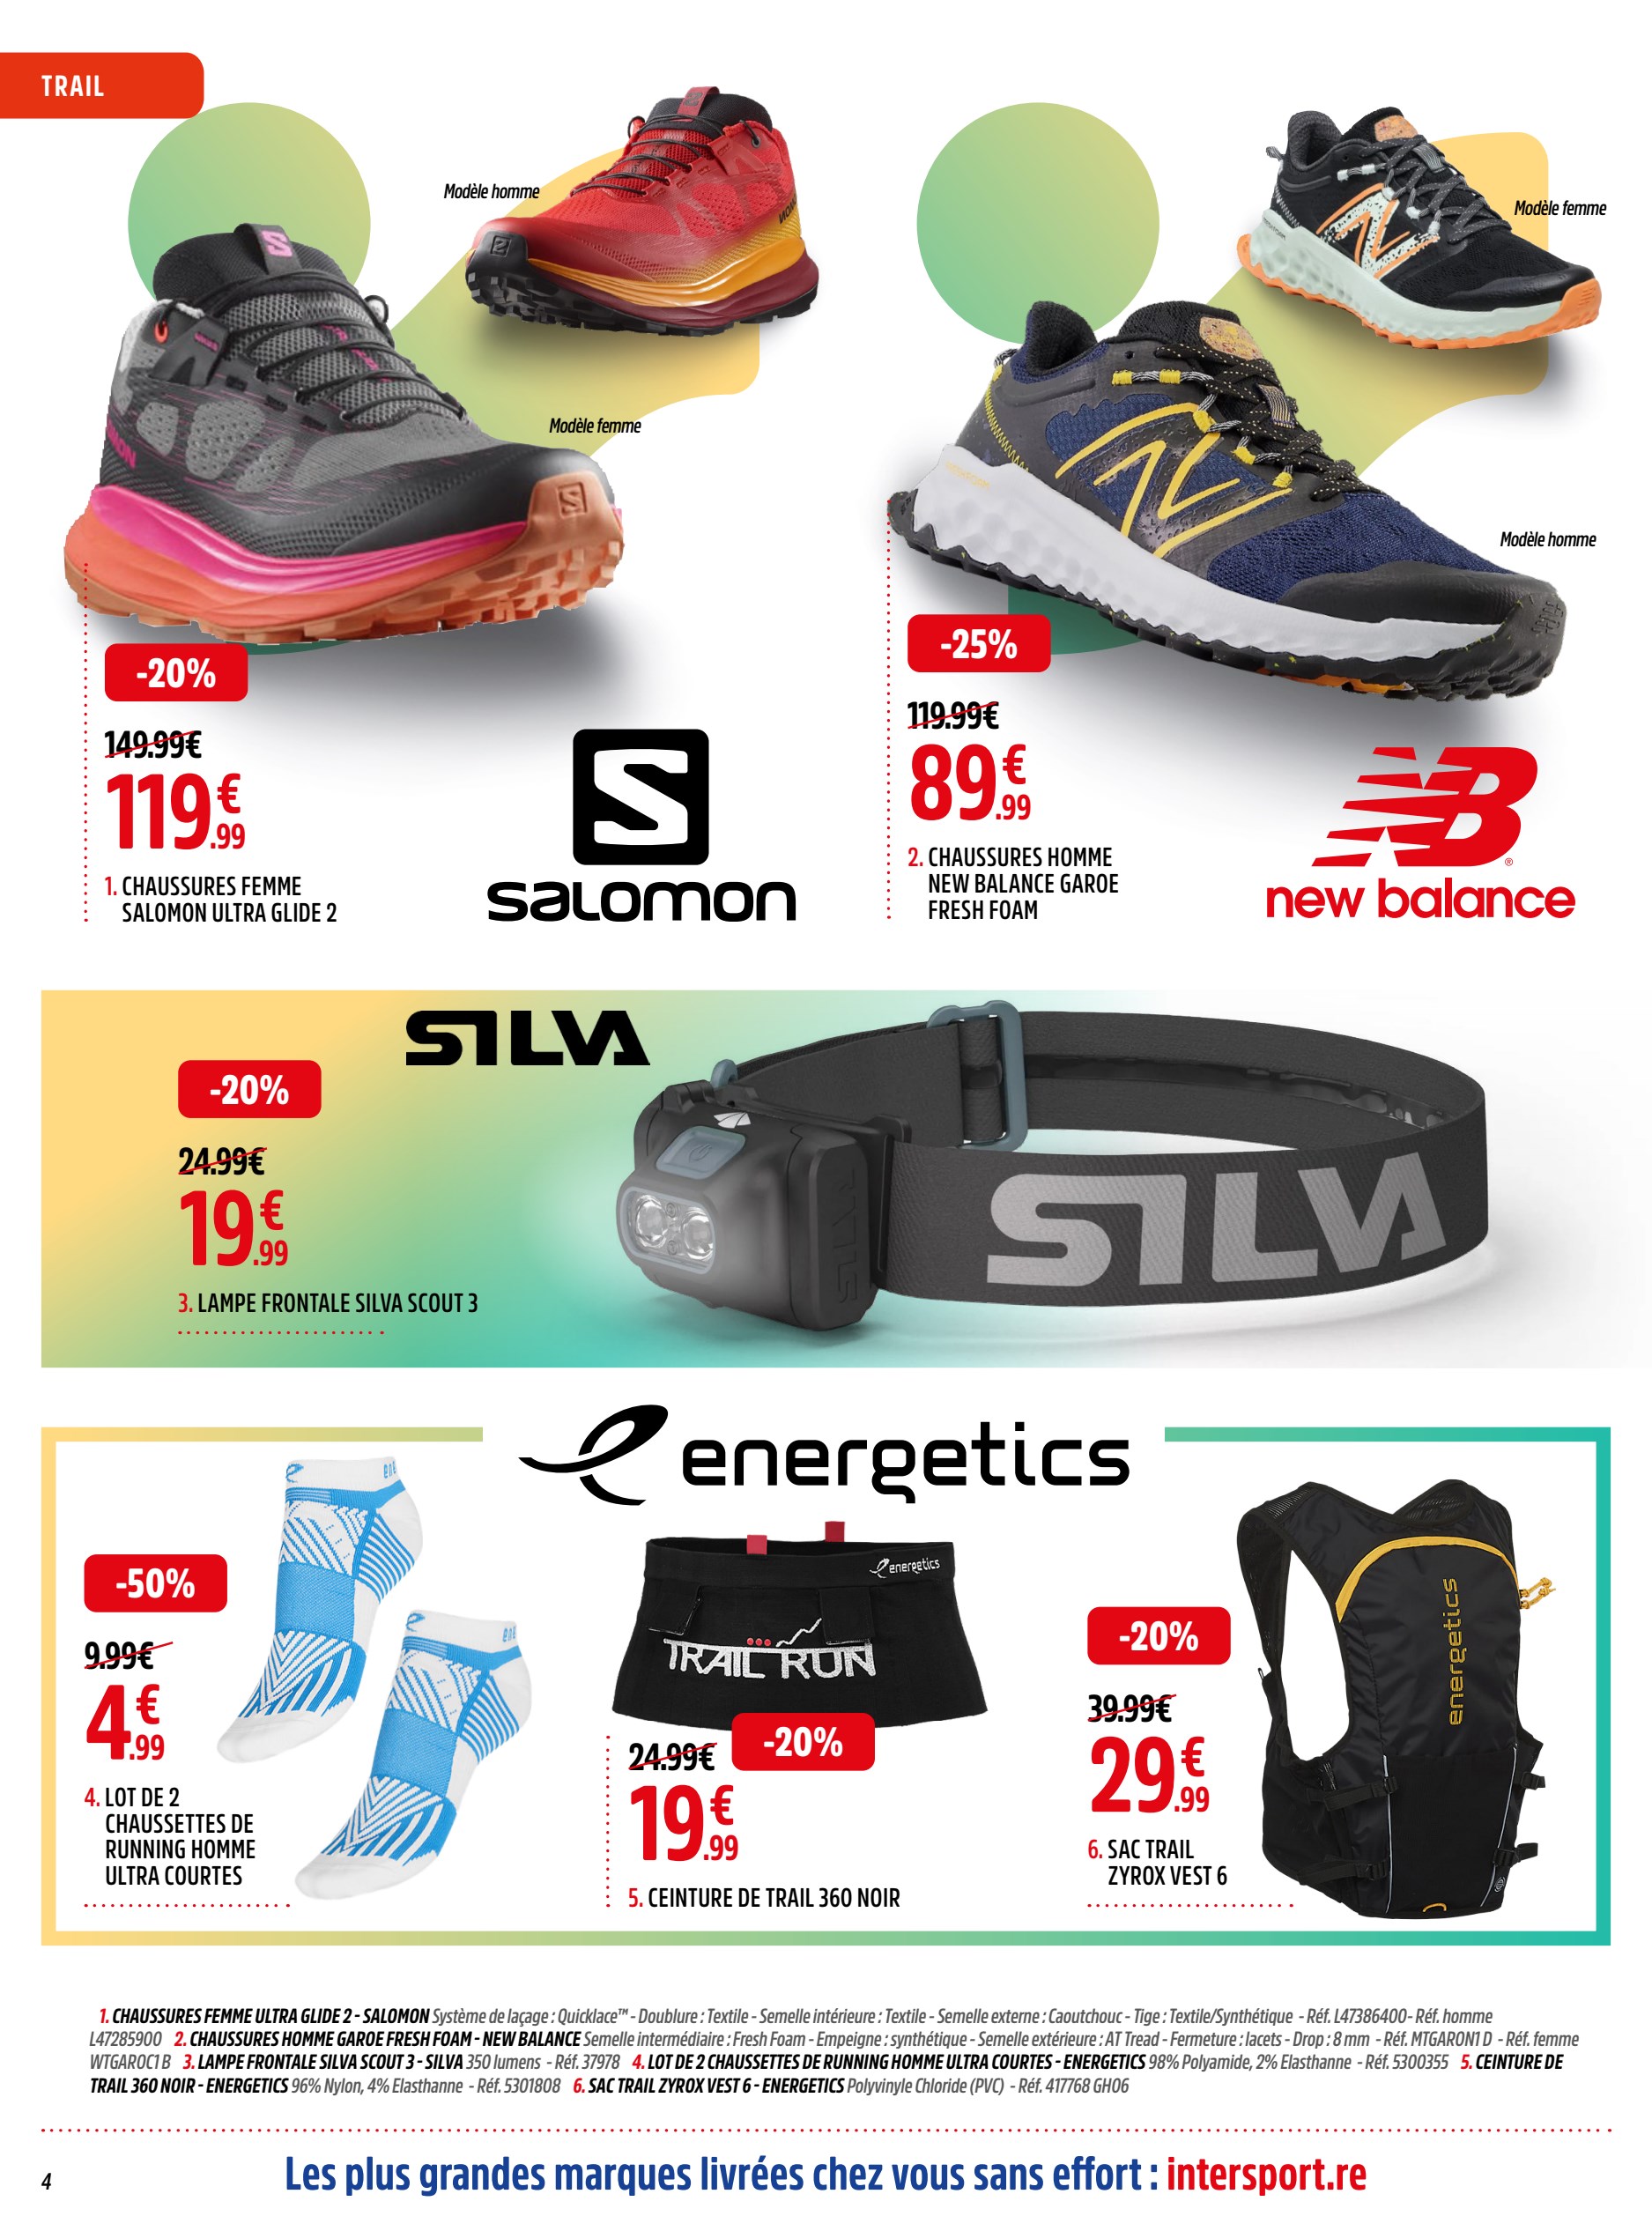 TRAIL
Modèle homme
Modèle femme
SALOMON
-20%
149.99€
119€.99
1. CHAUSSURES FEMME
SALOMON ULTRA GLIDE 2
salomon
Modèle femme
Modèle homme
-25%
119.99€
89€.99
2. CHAUSSURES HOMME
NEW BALANCE GAROE
FRESH FOAM
NB®
new balance
SILVA
-20%
24.99€
19€.99
3. LAMPE FRONTALE SILVA SCOUT 3
SILVA
SILVA
energetics
-50%
9.99€
4€.99
4. LOT DE 2
CHAUSSETTES DE
RUNNING HOMME
ULTRA COURTES
energetics
TRAIL RUN
-20%
24.99€
19€.99
5. CEINTURE DE TRAIL 360 NOIR
energetics
-20%
39.99€
29€.99
6. SAC TRAIL
ZYROX VEST 6
1. CHAUSSURES FEMME ULTRA GLIDE 2 - SALOMON Système de laçage : Quicklace™ - Doublure : Textile - Semelle intérieure : Textile - Semelle externe : Caoutchouc - Tige : Textile/Synthétique - Réf. L47386400- Réf. homme
L47285900 2. CHAUSSURES HOMME GAROE FRESH FOAM - NEW BALANCE Semelle intermédiaire : Fresh Foam - Empeigne : synthétique - Semelle extérieure : AT Tread - Fermeture : lacets - Drop : 8 mm - Réf. MTGARON1 D - Réf. femme
WTGAROC1 B 3. LAMPE FRONTALE SILVA SCOUT 3 - SILVA 350 lumens - Réf. 37978 4. LOT DE 2 CHAUSSETTES DE RUNNING HOMME ULTRA COURTES - ENERGETICS 98% Polyamide, 2% Elasthanne - Réf. 5300355 5. CEINTURE DE
TRAIL 360 NOIR - ENERGETICS 96% Nylon, 4% Elasthanne - Réf. 5301808 6. SAC TRAIL ZYROX VEST 6 - ENERGETICS Polyvinyle Chloride (PVC) - Réf. 417768 GH06
4
Les plus grandes marques livrées chez vous sans effort : intersport.re